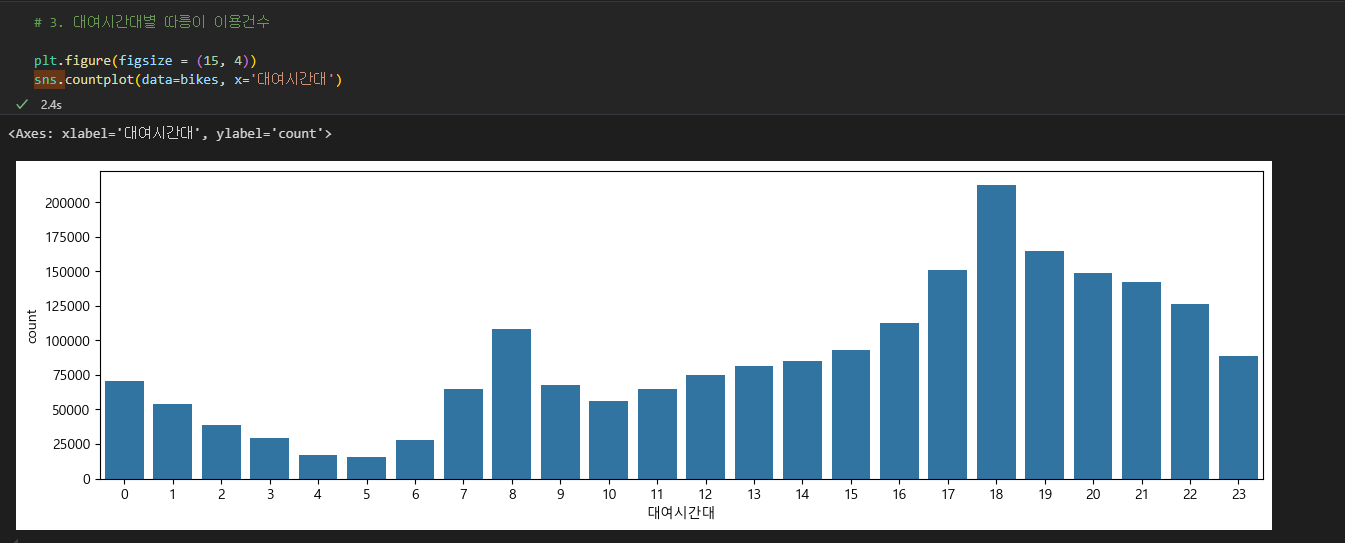 # 3. 대여시간대별 따릉이 이용건수
plt.figure(figsize = (15, 4))
sns.countplot(data=bikes, x='대여시간대')
2.4s
<Axes: xlabel='대여시간대', ylabel='count'>
200000
175000
150000
125000
100000
75000
50000
25000
0
count
0 1 2 3 4 5 6 7 8 9 10 11 12 13 14 15 16 17 18 19 20 21 22 23
대여시간대